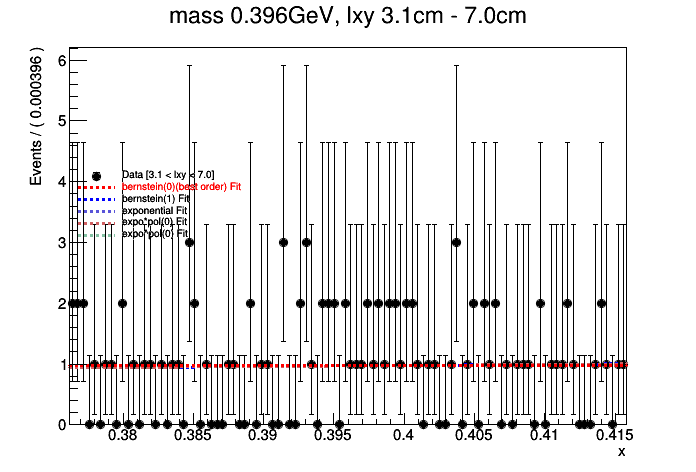 mass 0.396GeV, lxy 3.1cm - 7.0cm
Events / ( 0.000396 )
6
5
4
3
2
1
0
Data [3.1 < lxy < 7.0]
bernstein(0)(best order) Fit
bernstein(1) Fit
exponential Fit
expo*pol(0) Fit
expo*pol(0) Fit
0.38 0.385 0.39 0.395 0.4 0.405 0.41 0.415
x